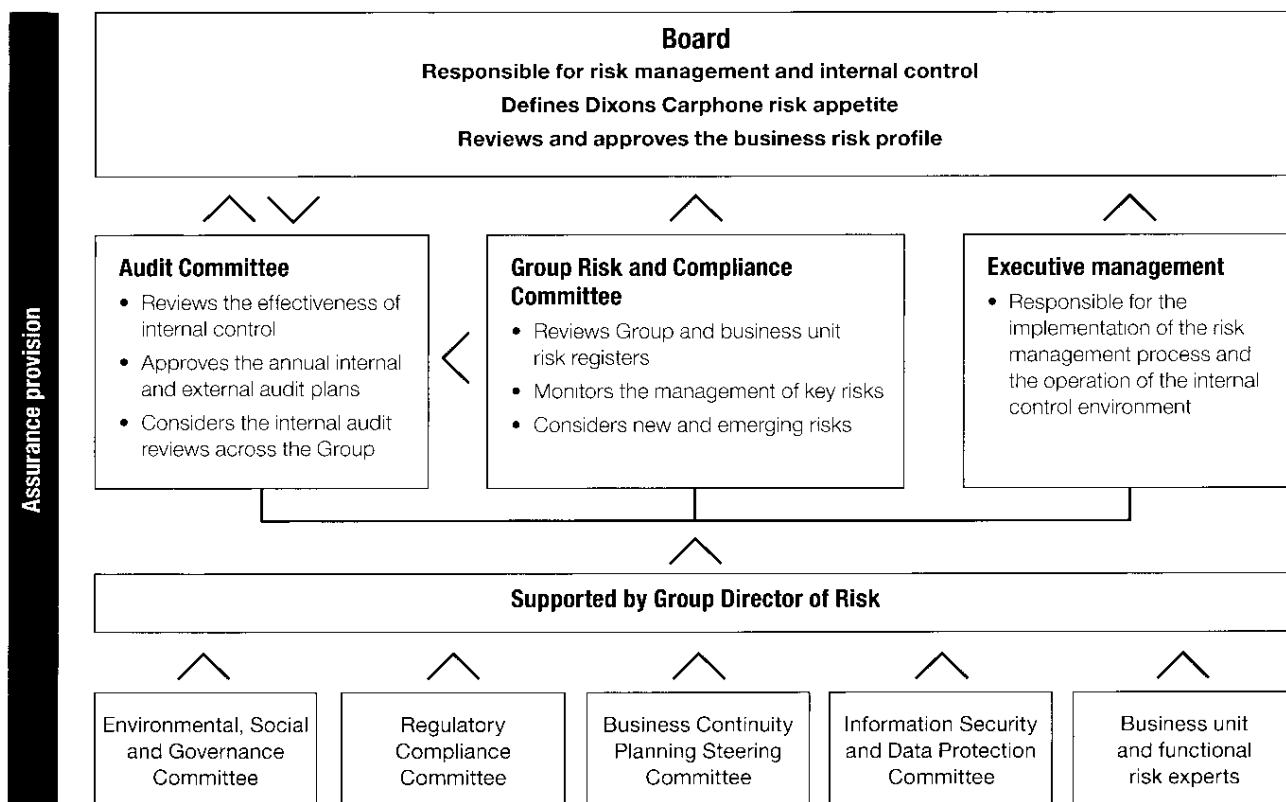 Assurance provision
Board
Responsible for risk management and internal control
Defines Dixons Carphone risk appetite
Reviews and approves the business risk profile
Audit Committee
• Reviews the effectiveness of
internal control
• Approves the annual internal
and external audit plans
• Considers the internal audit
reviews across the Group
Group Risk and Compliance
Committee
• Reviews Group and business unit
risk registers
• Monitors the management of key risks
• Considers new and emerging risks
Executive management
• Responsible for the
implementation of the risk
management process and
the operation of the internal
control environment
Supported by Group Director of Risk
Environmental, Social
and Governance
Committee
Regulatory
Compliance
Committee
Business Continuity
Planning Steering
Committee
Information Security
and Data Protection
Committee
Business unit
and functional
risk experts